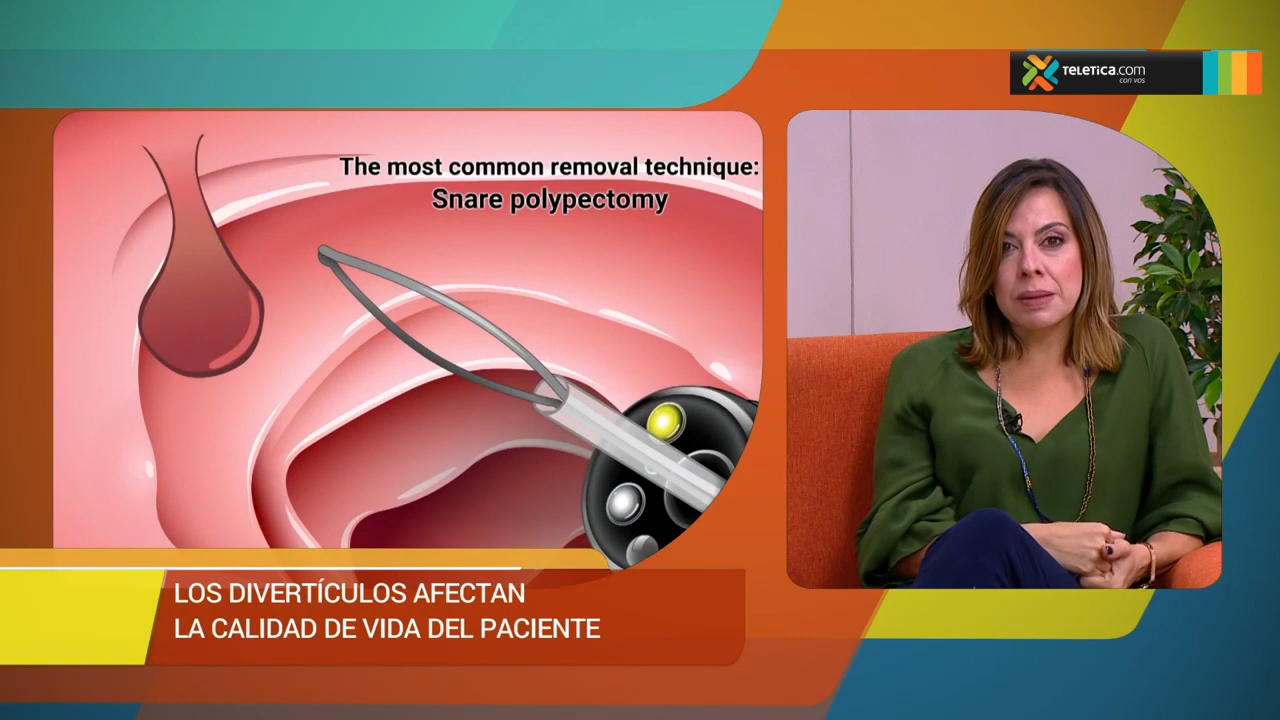 TELETICA.COM
con vos
The most common removal technique:
Snare polypectomy
LOS DIVERTÍCULOS AFECTAN
LA CALIDAD DE VIDA DEL PACIENTE